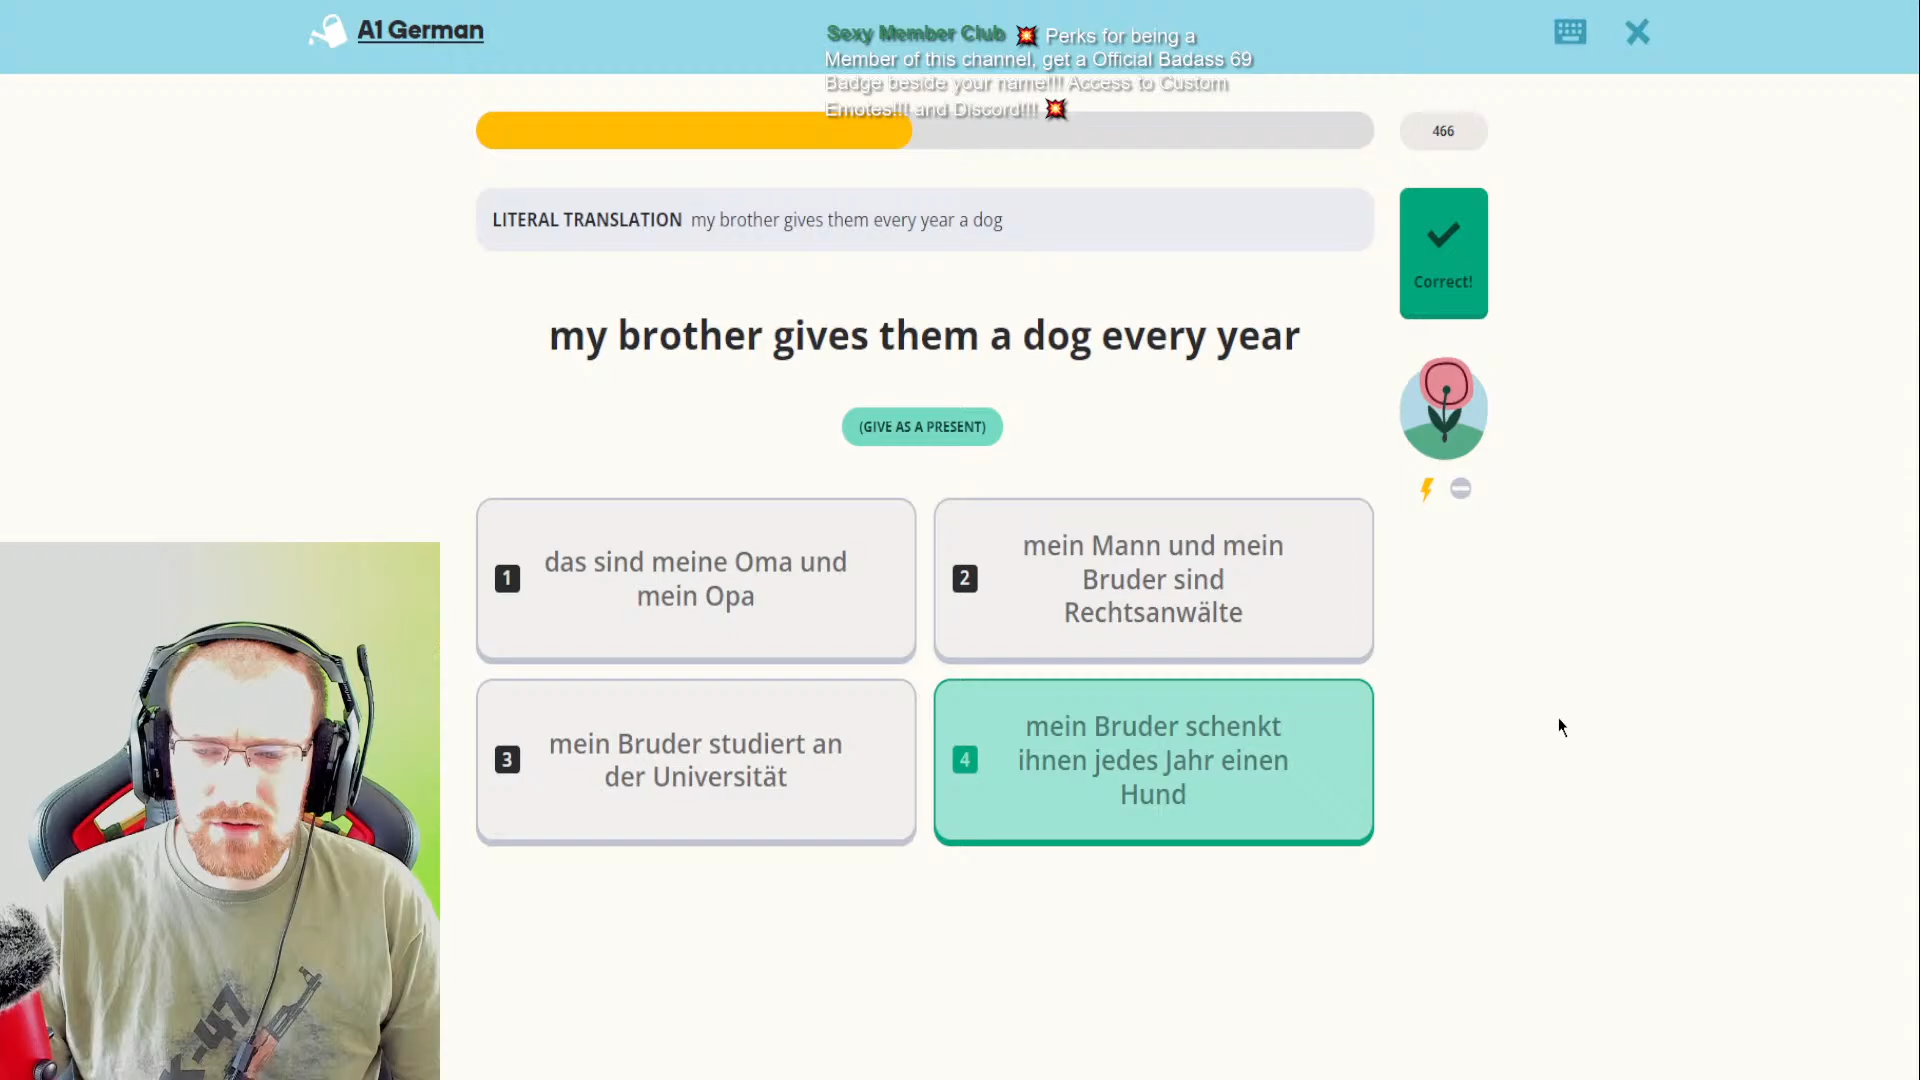 A1 German
Sexy Member Club 💥 Perks for being a
Member of this channel, get a Official Badass 69
Badge beside your name!!! Access to Custom
Emotes!!! and Discord!!! 💥
466
LITERAL TRANSLATION my brother gives them every year a dog
Correct!
my brother gives them a dog every year
(GIVE AS A PRESENT)
1
das sind meine Oma und
mein Opa
2
mein Mann und mein
Bruder sind
Rechtsanwälte
3
mein Bruder studiert an
der Universität
4
mein Bruder schenkt
ihnen jedes Jahr einen
Hund
K-47